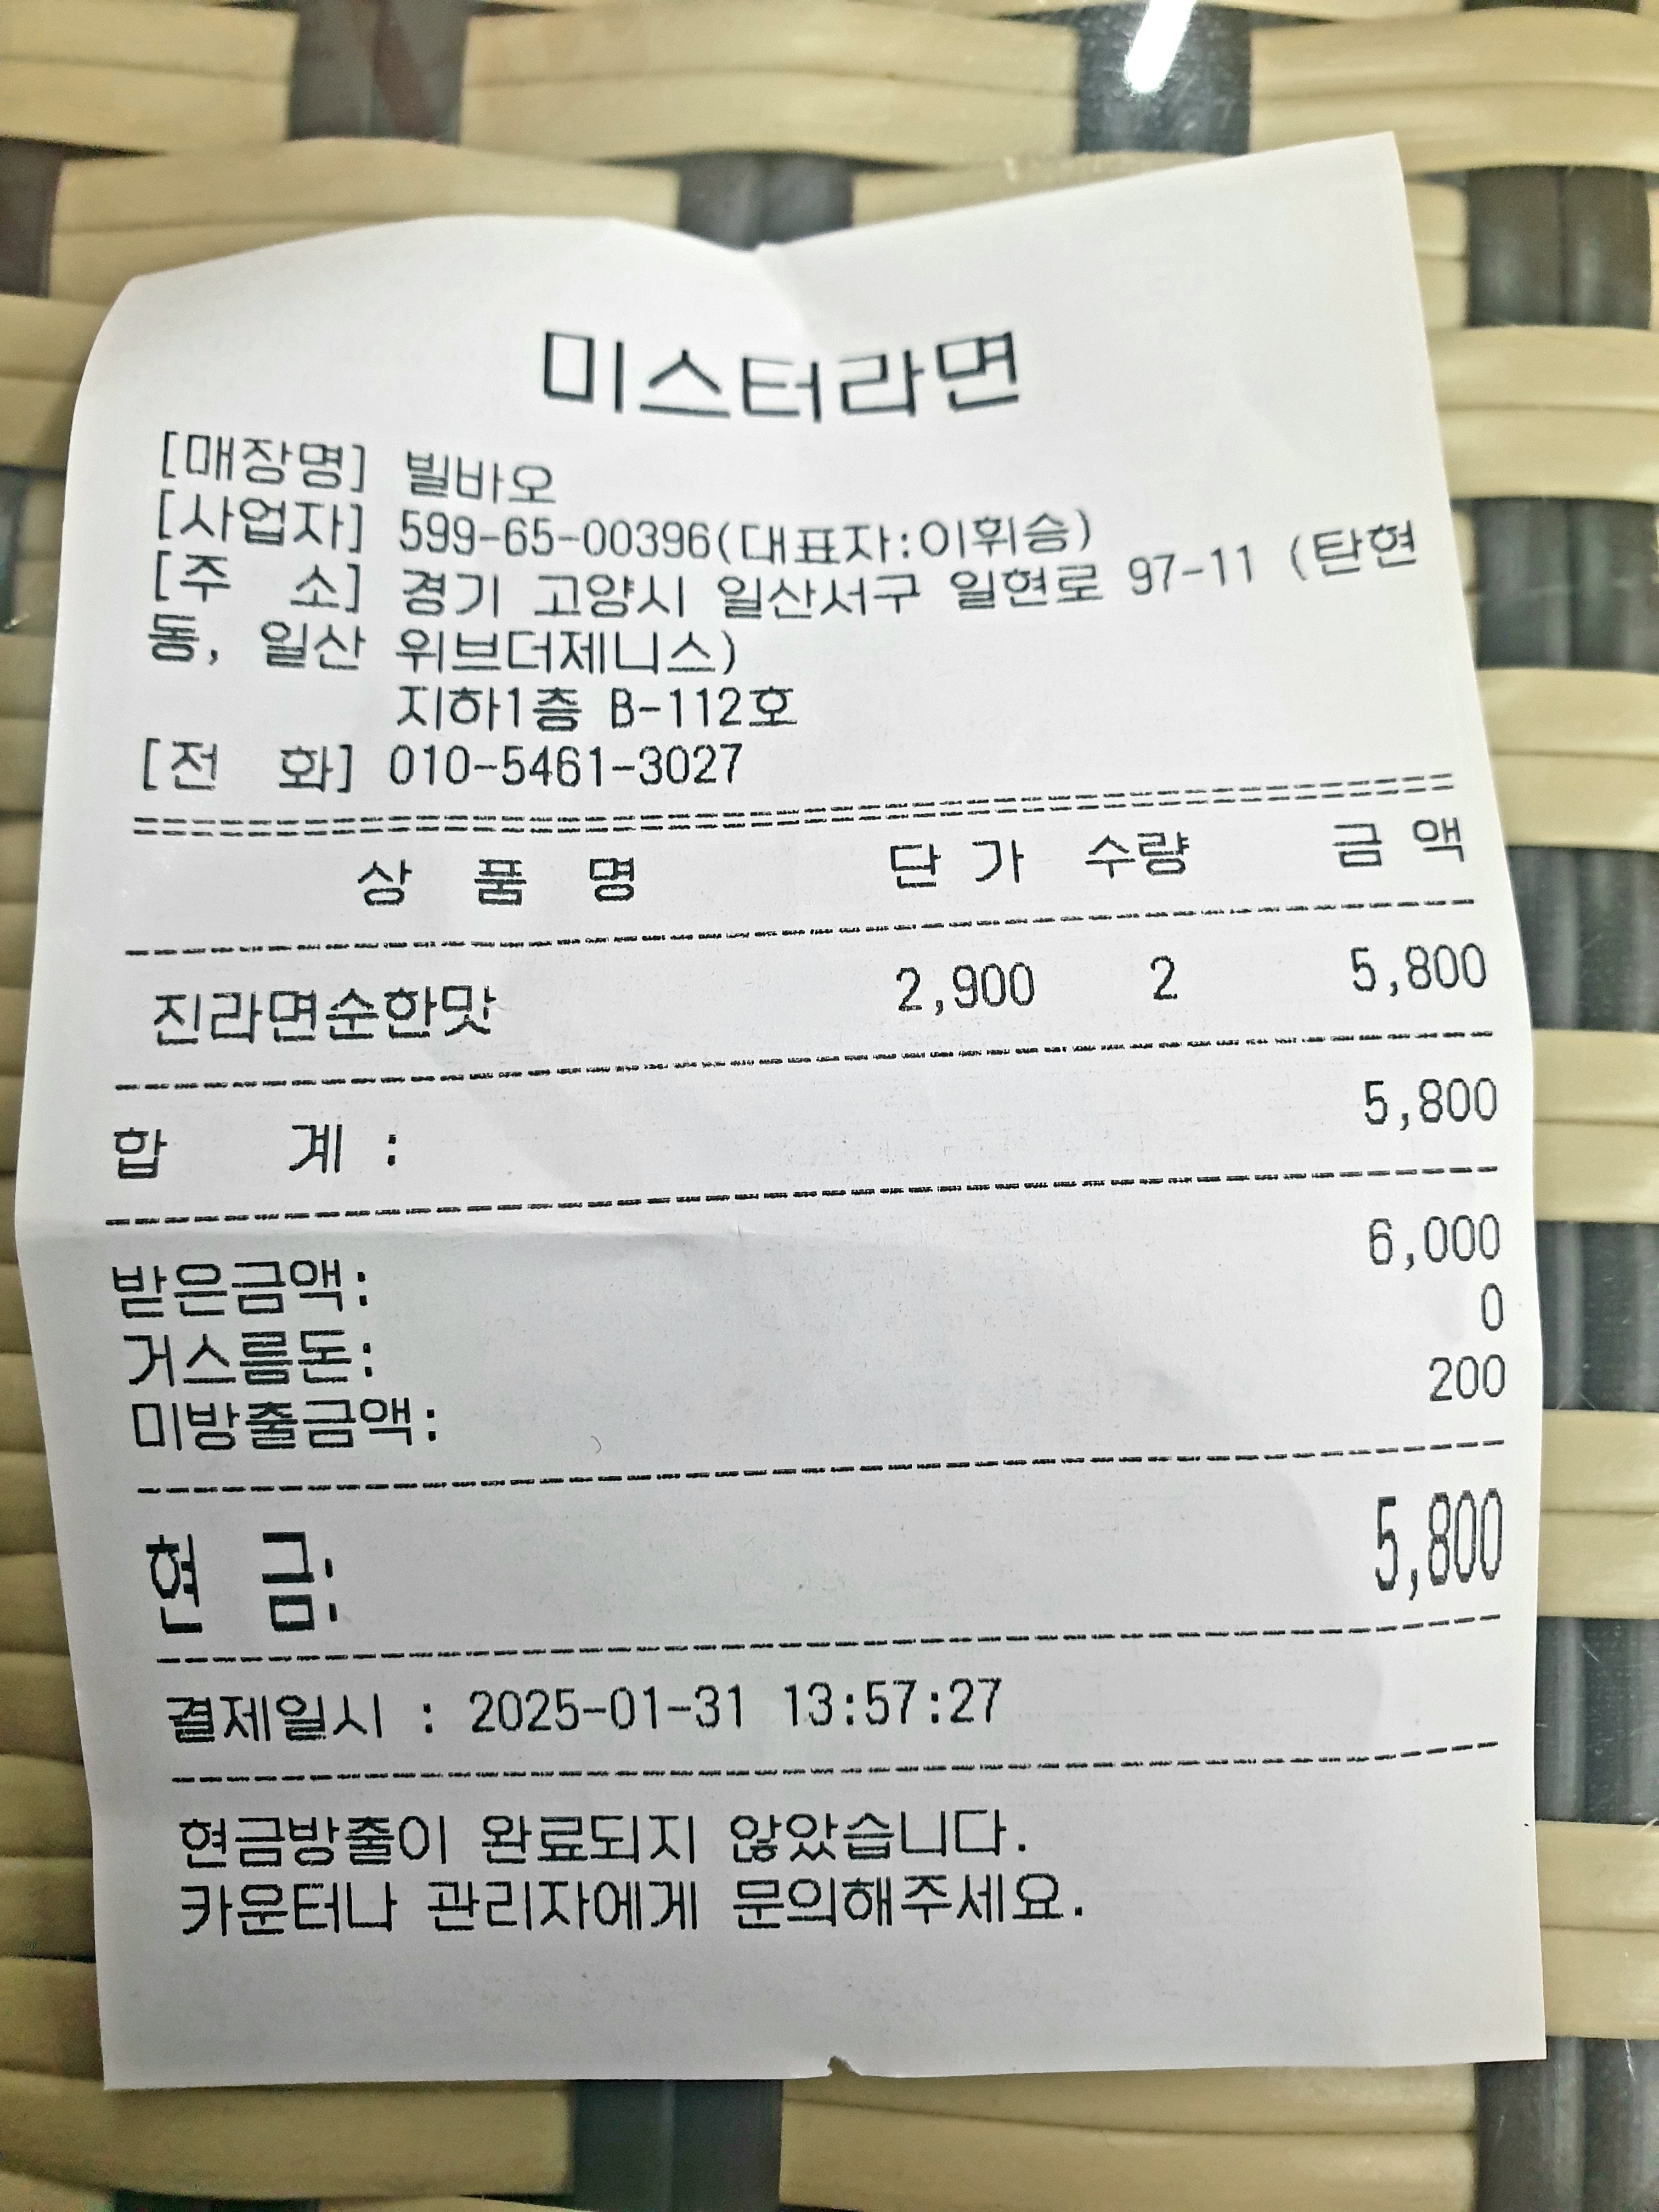 미스터라면
[매장명] 빌바오
[사업자] 599-65-00396(대표자:이휘승)
[주 소] 경기 고양시 일산서구 일현로 97-11 (탄현
동, 일산 위브더제니스)
지하1층 B-112호
[전 화] 010-5461-3027
상 품 명 단 가 수량 금 액
진라면순한맛 2,900 2 5,800
합 계 : 5,800
받은금액: 6,000
거스름돈: 0
미방출금액: 200
현 금: 5,800
결제일시 : 2025-01-31 13:57:27
현금방출이 완료되지 않았습니다.
카운터나 관리자에게 문의해주세요.